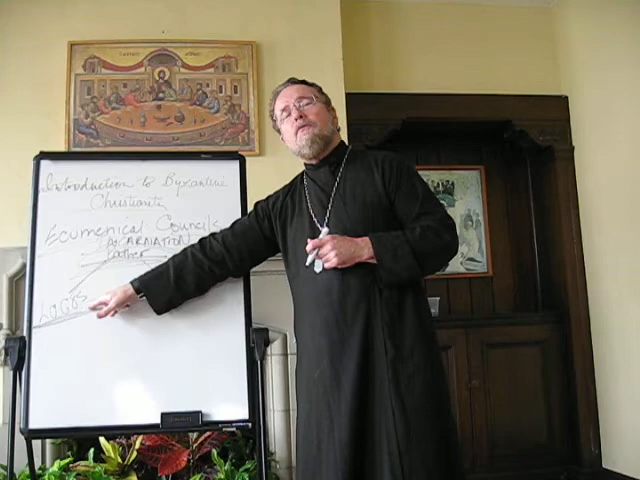 Introduction to Byzantine
Christianity
Ecumenical Councils
INCARNATION
Father
LOGOS